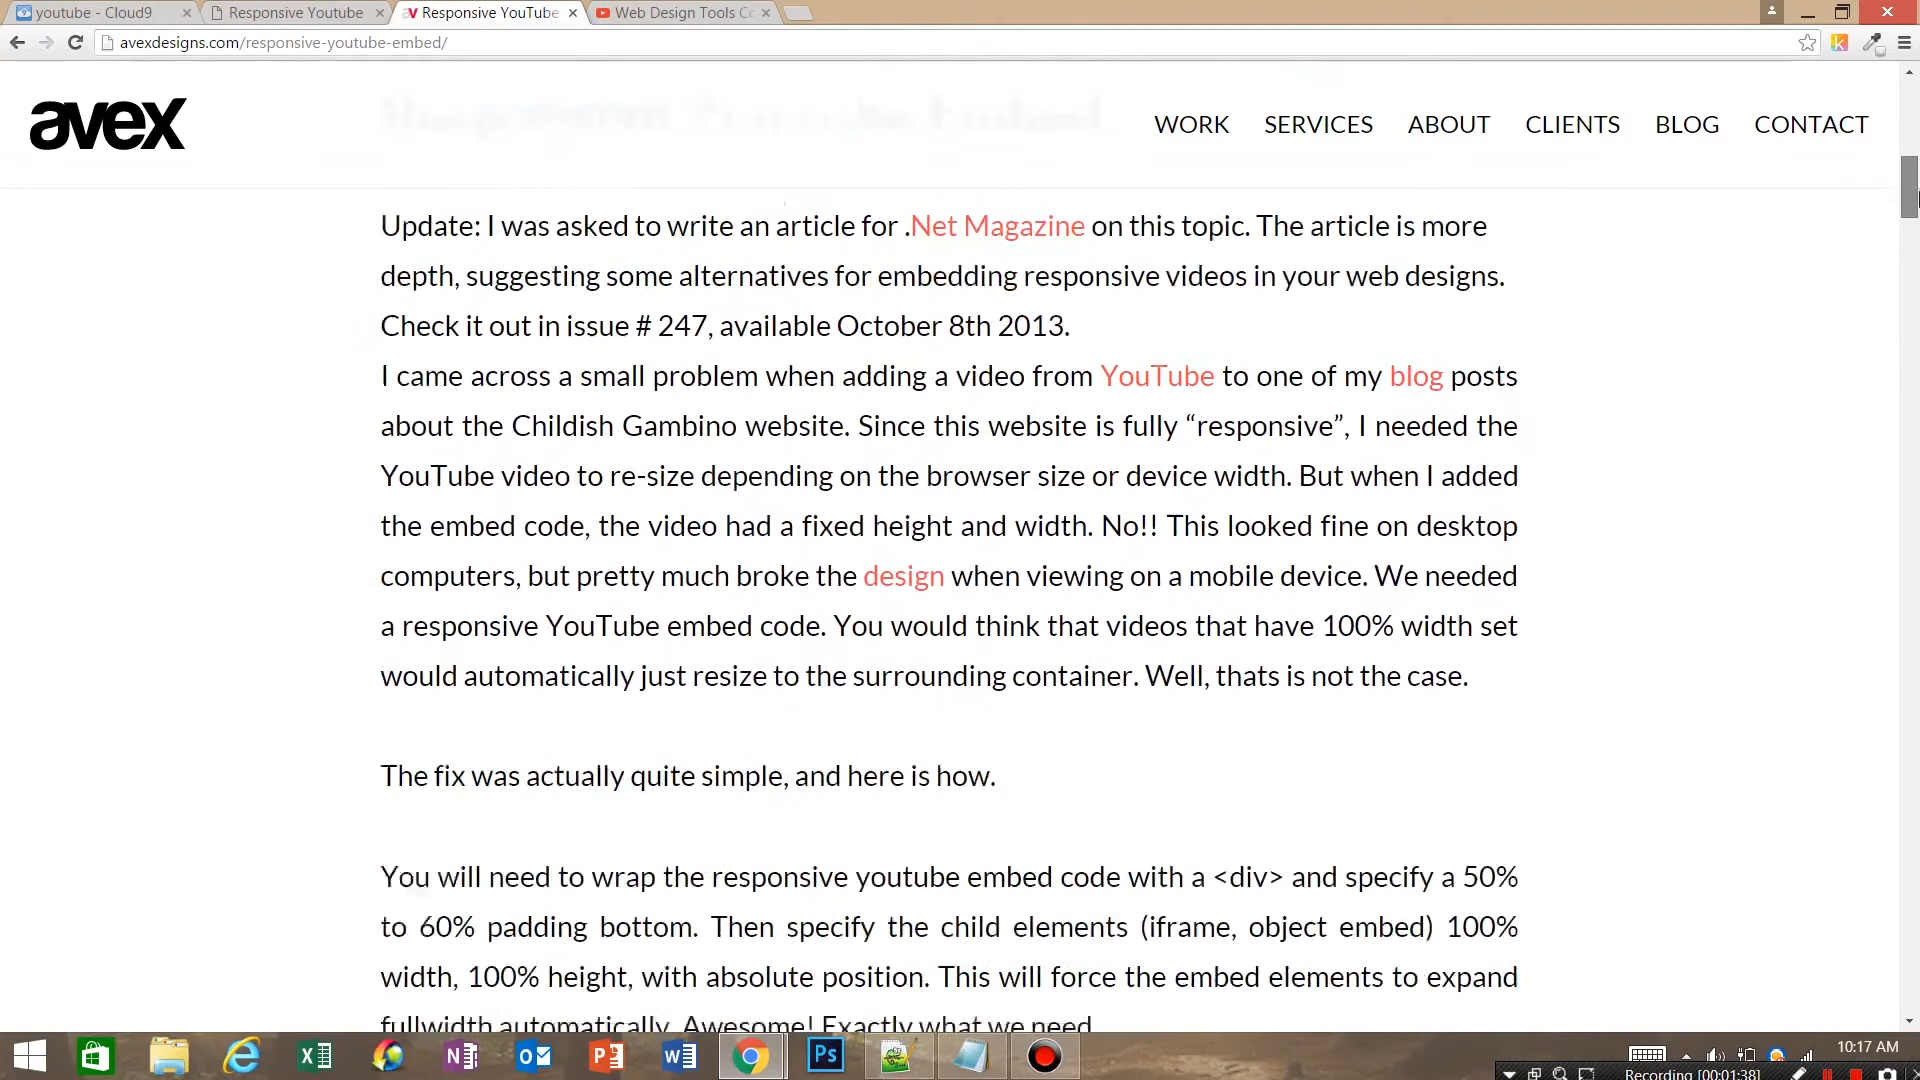 youtube - Cloud9
Responsive Youtube
Responsive YouTube
Web Design Tools Co
avexdesigns.com/responsive-youtube-embed/
avex
WORK SERVICES ABOUT CLIENTS BLOG CONTACT
Update: I was asked to write an article for .Net Magazine on this topic. The article is more
depth, suggesting some alternatives for embedding responsive videos in your web designs.
Check it out in issue # 247, available October 8th 2013.
I came across a small problem when adding a video from YouTube to one of my blog posts
about the Childish Gambino website. Since this website is fully “responsive”, I needed the
YouTube video to re-size depending on the browser size or device width. But when I added
the embed code, the video had a fixed height and width. No!! This looked fine on desktop
computers, but pretty much broke the design when viewing on a mobile device. We needed
a responsive YouTube embed code. You would think that videos that have 100% width set
would automatically just resize to the surrounding container. Well, thats is not the case.
The fix was actually quite simple, and here is how.
You will need to wrap the responsive youtube embed code with a <div> and specify a 50%
to 60% padding bottom. Then specify the child elements (iframe, object embed) 100%
width, 100% height, with absolute position. This will force the embed elements to expand
fullwidth automatically. Awesome! Exactly what we need
10:17 AM
Recording [00:01:38]